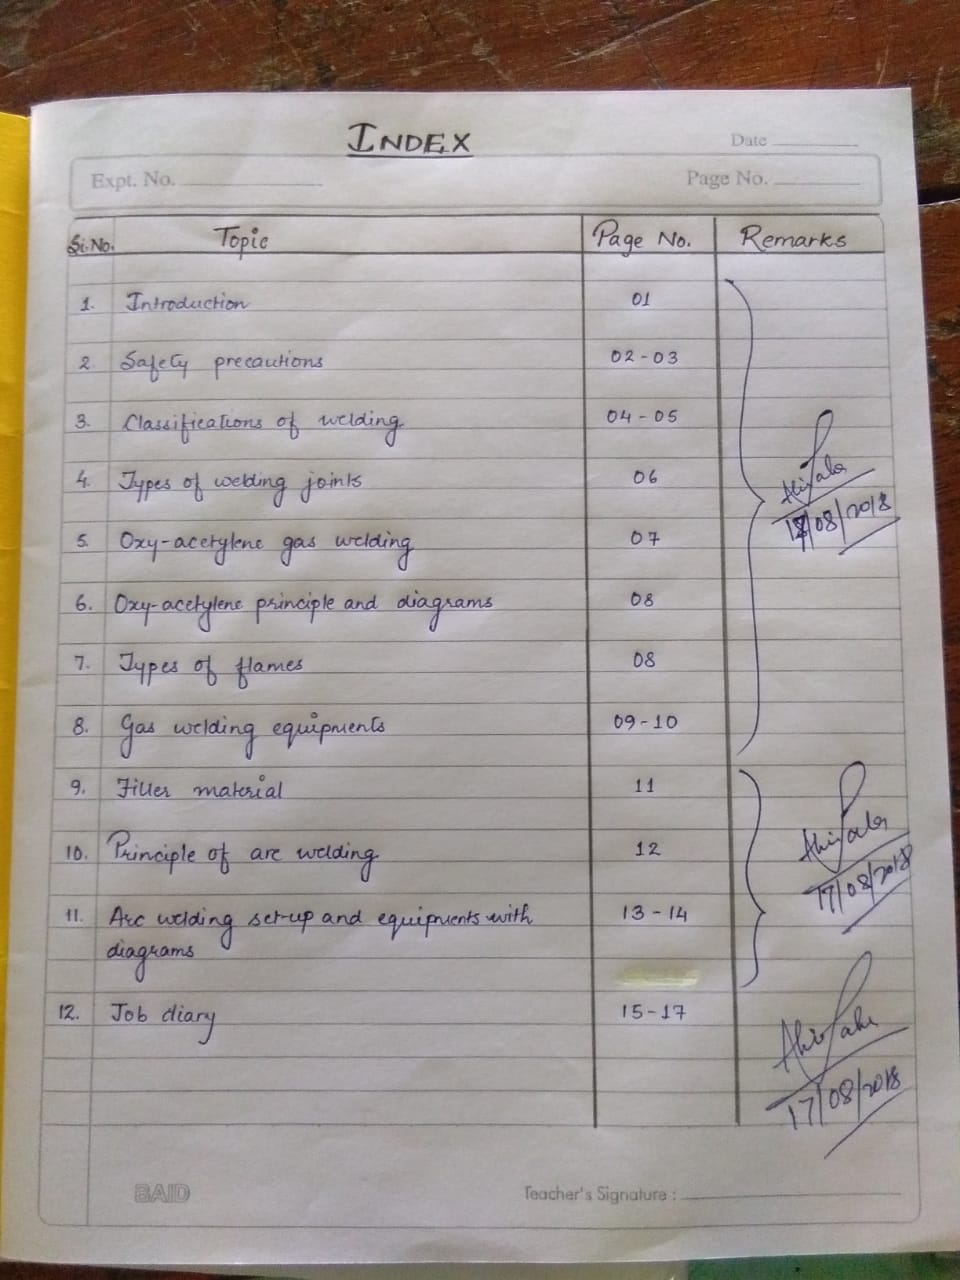 INDEX
Date
Expt. No.
Page No.
Sl.No. Topic Page No. Remarks
1. Introduction 01
2. Safety precautions 02-03
3. Classifications of welding 04-05
4. Types of welding joints 06
5. Oxy-acetylene gas welding 07
/08/2018
6. Oxy-acetylene principle and diagrams 08
7. Types of flames 08
8. Gas welding equipments 09-10
9. Filler material 11
10. Principle of arc welding 12
17/08/2018
11. Arc welding set-up and equipments with 13-14
diagrams
12. Job diary 15-17
17/08/2018
BAID
Teacher's Signature :